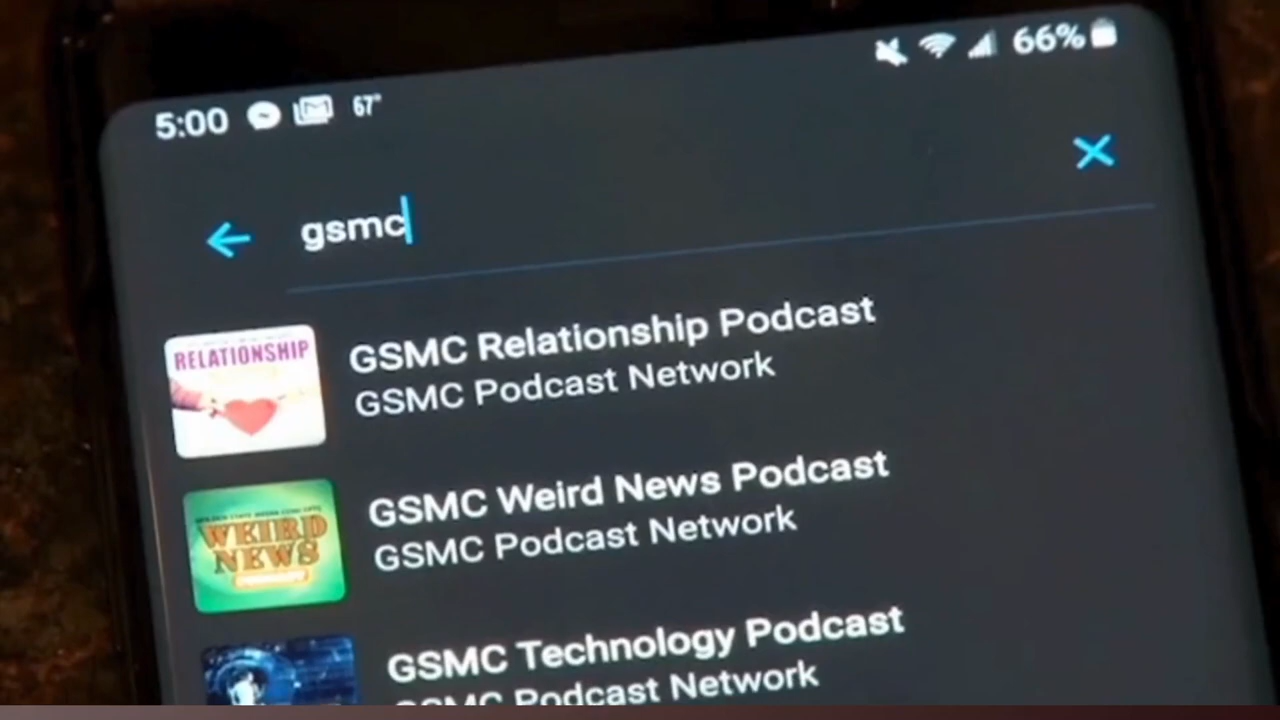 5:00 67° 66%
gsmc
RELATIONSHIP
GSMC Relationship Podcast
GSMC Podcast Network
WEIRD
NEWS
GSMC Weird News Podcast
GSMC Podcast Network
GSMC Technology Podcast
GSMC Podcast Network